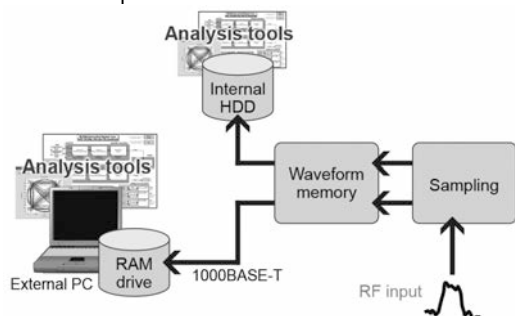 Analysis tools
Internal
HDD
Analysis tools
Waveform
memory
Sampling
External PC
RAM
drive
1000BASE-T
RF input